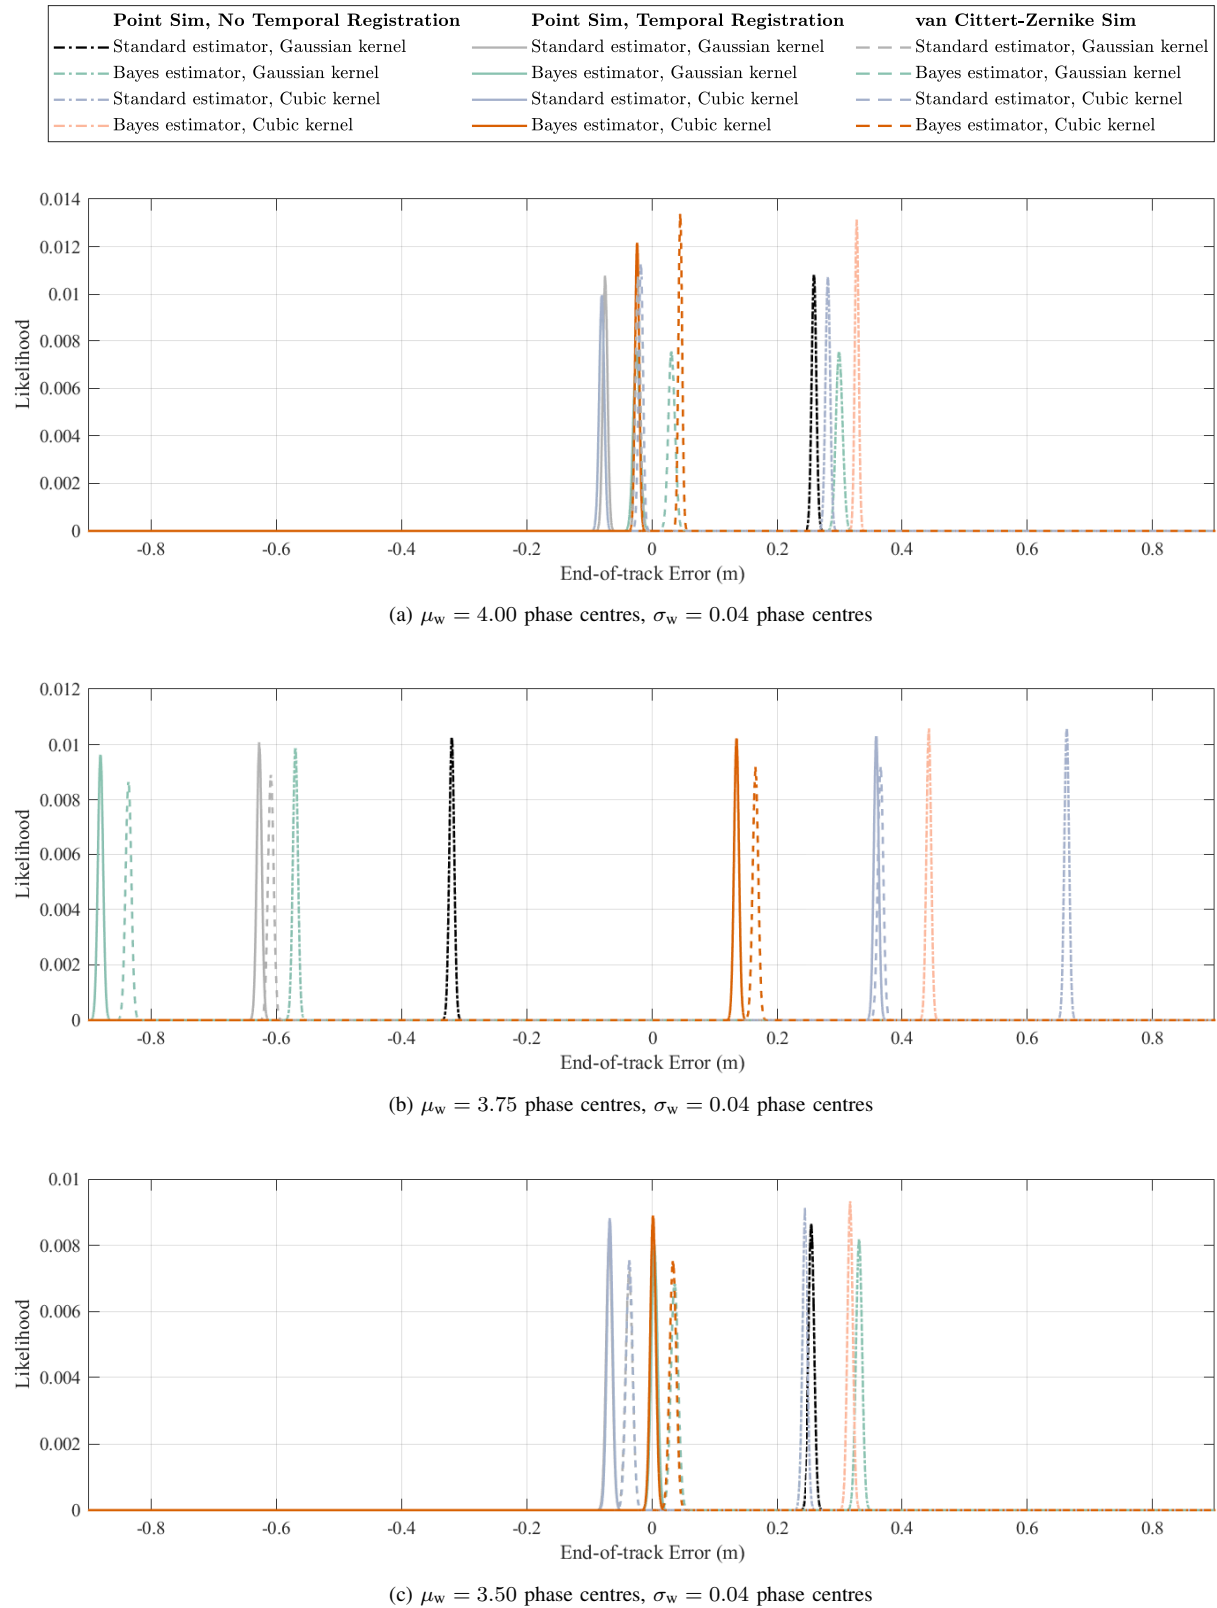 Point Sim, No Temporal Registration Point Sim, Temporal Registration van Cittert-Zernike Sim
Standard estimator, Gaussian kernel Standard estimator, Gaussian kernel Standard estimator, Gaussian kernel
Bayes estimator, Gaussian kernel Bayes estimator, Gaussian kernel Bayes estimator, Gaussian kernel
Standard estimator, Cubic kernel Standard estimator, Cubic kernel Standard estimator, Cubic kernel
Bayes estimator, Cubic kernel Bayes estimator, Cubic kernel Bayes estimator, Cubic kernel
0.014
0.012
0.01
0.008
0.006
0.004
0.002
0
Likelihood
-0.8 -0.6 -0.4 -0.2 0 0.2 0.4 0.6 0.8
End-of-track Error (m)
(a) μw = 4.00 phase centres, σw = 0.04 phase centres
0.012
0.01
0.008
0.006
0.004
0.002
0
Likelihood
-0.8 -0.6 -0.4 -0.2 0 0.2 0.4 0.6 0.8
End-of-track Error (m)
(b) μw = 3.75 phase centres, σw = 0.04 phase centres
0.01
0.008
0.006
0.004
0.002
0
Likelihood
-0.8 -0.6 -0.4 -0.2 0 0.2 0.4 0.6 0.8
End-of-track Error (m)
(c) μw = 3.50 phase centres, σw = 0.04 phase centres